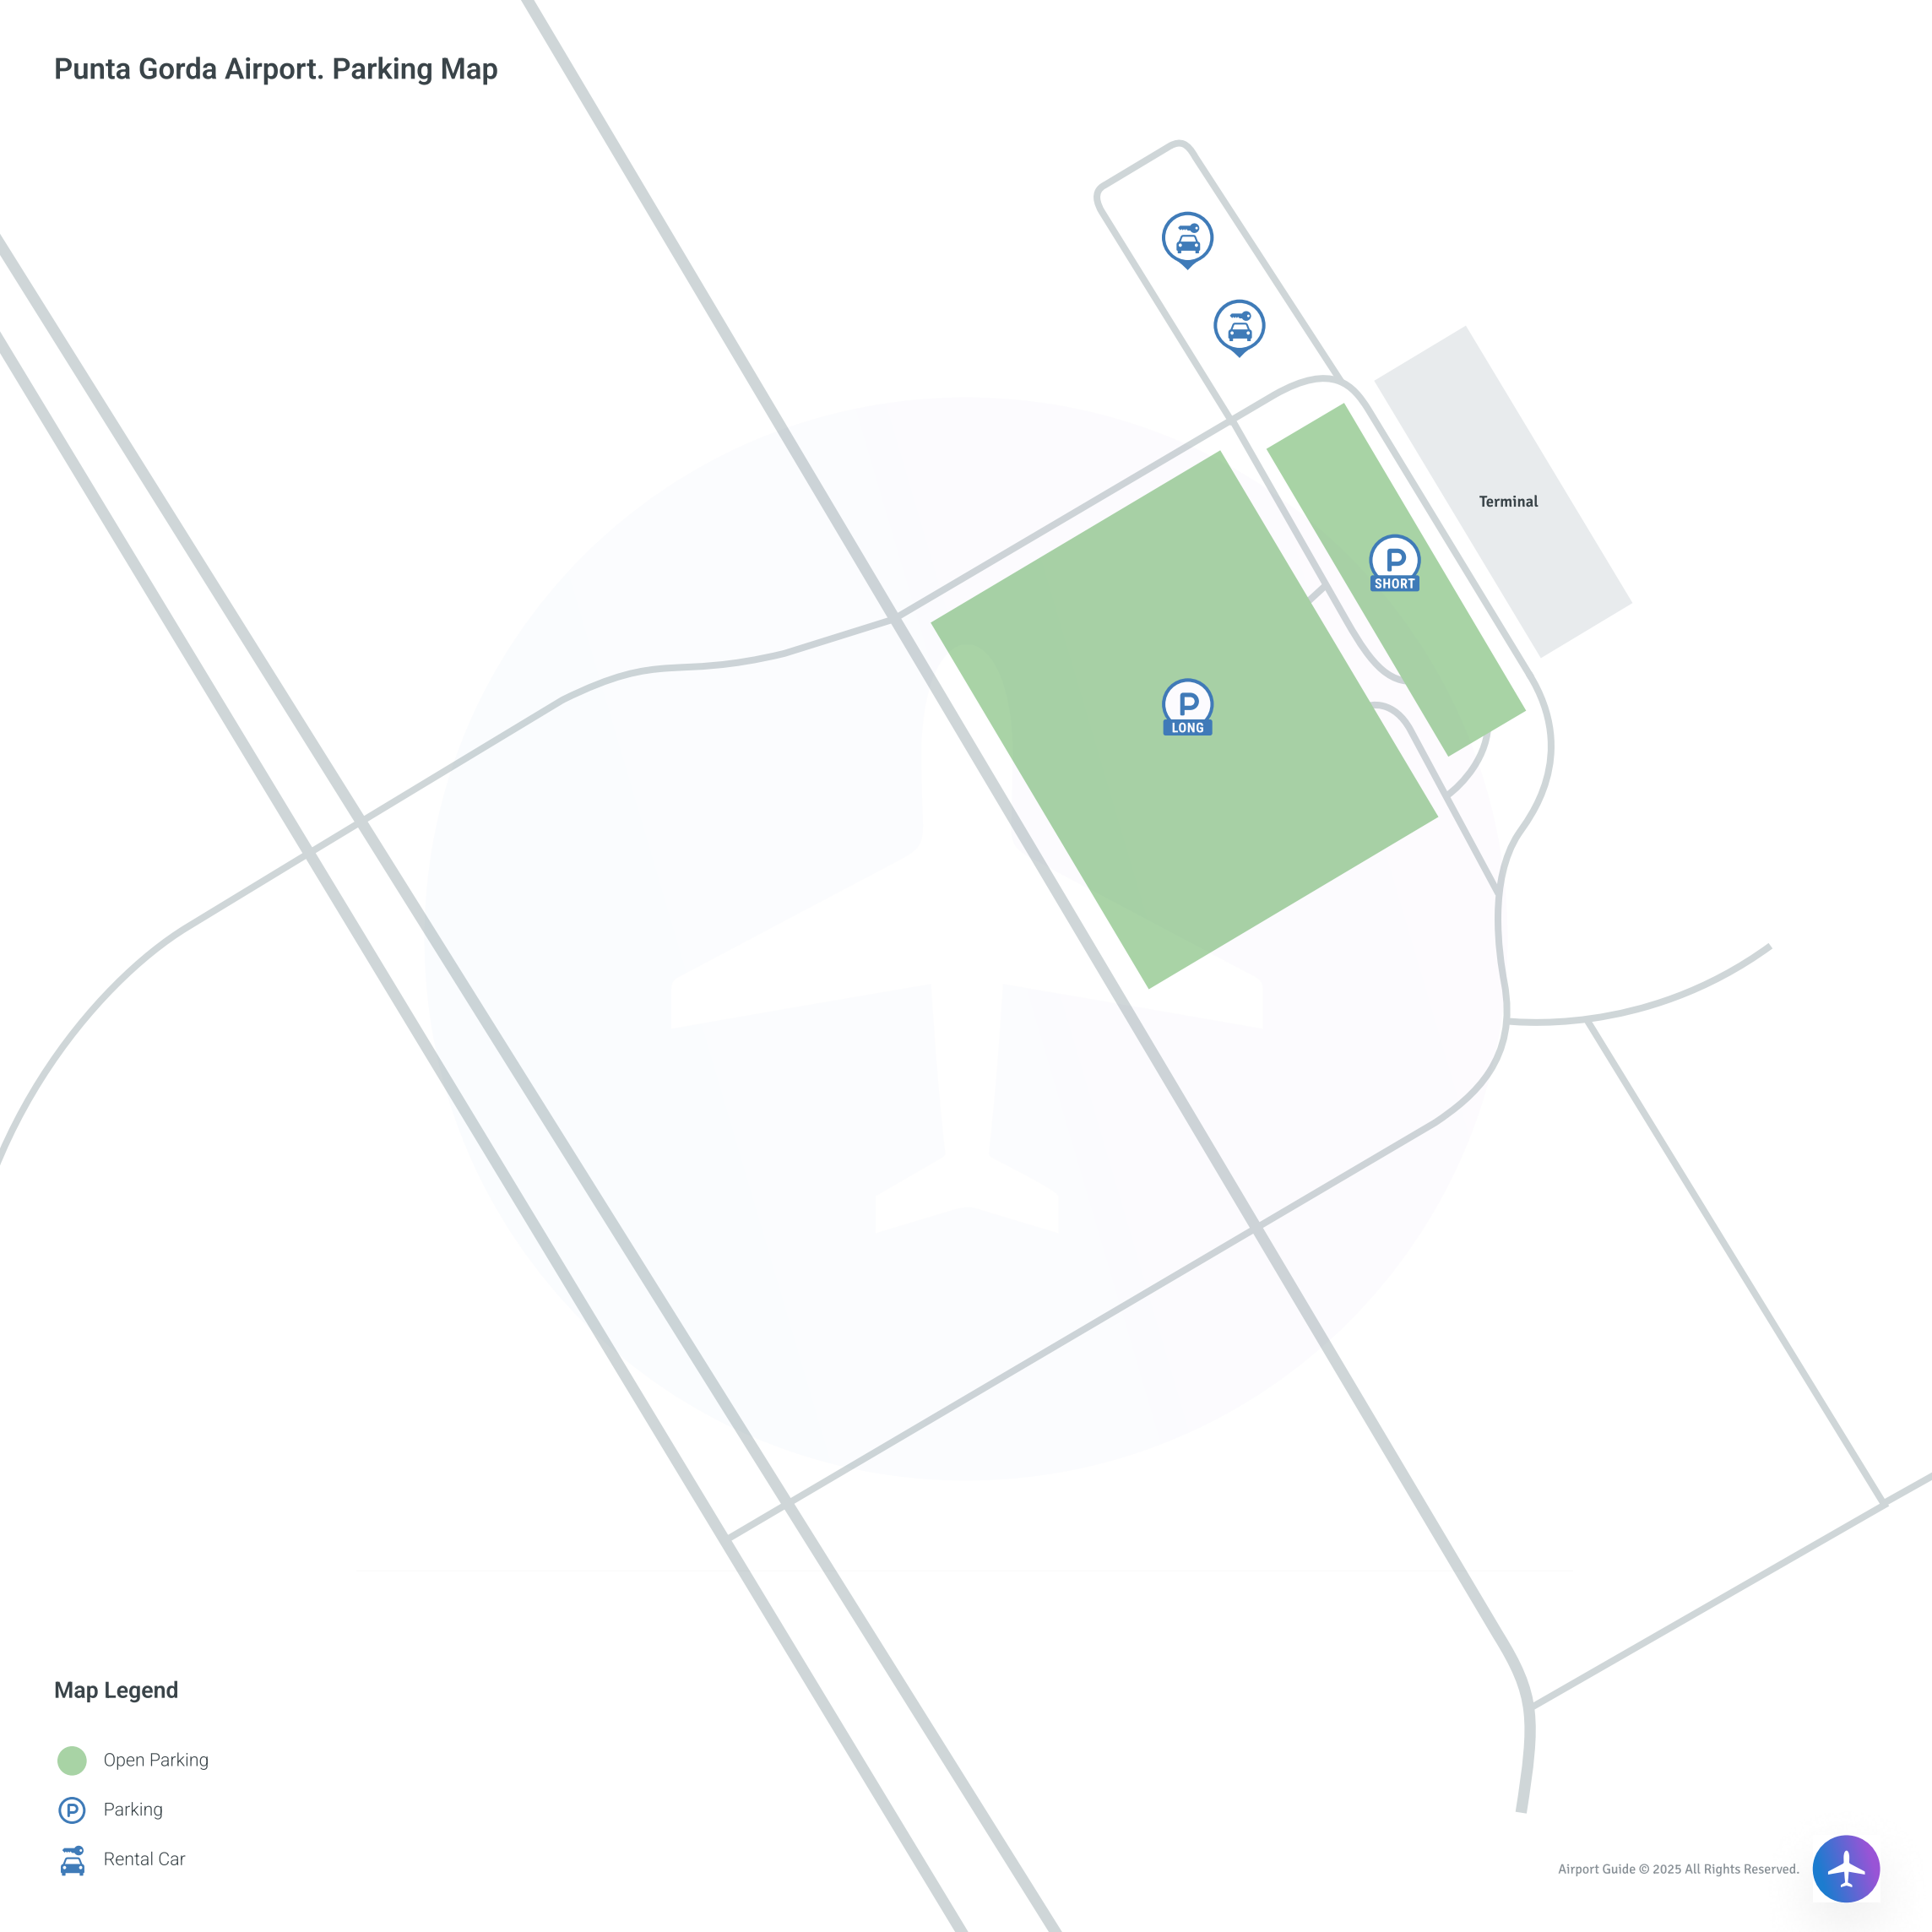 Punta Gorda Airport. Parking Map
Terminal
P
SHORT
P
LONG
Map Legend
Open Parking
P
Parking
Rental Car
Airport Guide © 2025 All Rights Reserved.